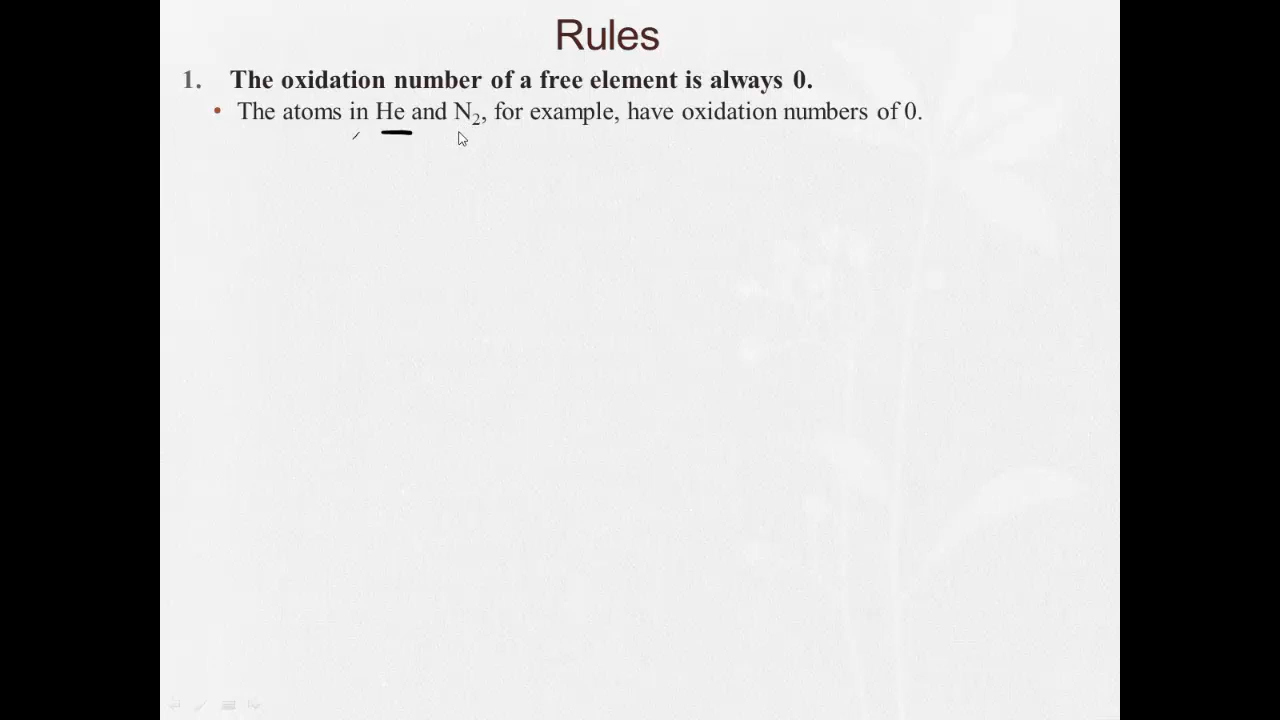 Rules
1. The oxidation number of a free element is always 0.
• The atoms in He and N₂, for example, have oxidation numbers of 0.